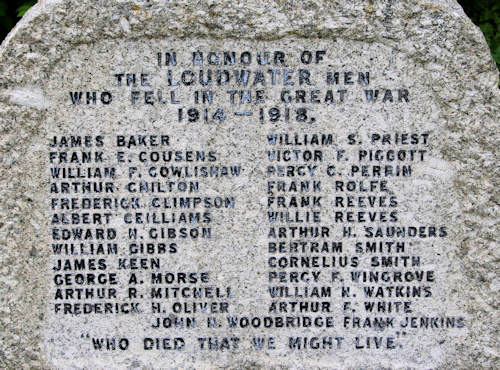 IN HONOUR OF
THE LOUDWATER MEN
WHO FELL IN THE GREAT WAR
1914 — 1918.
JAMES BAKER
FRANK E. COUSENS
WILLIAM F. COWLISHAW
ARTHUR CHILTON
FREDERICK CLIMPSON
ALBERT CEILLIAMS
EDWARD H. GIBSON
WILLIAM GIBBS
JAMES KEEN
GEORGE A. MORSE
ARTHUR R. MITCHELL
FREDERICK H. OLIVER
WILLIAM S. PRIEST
VICTOR F. PIGGOTT
PERCY C. PERRIN
FRANK ROLFE
FRANK REEVES
WILLIE REEVES
ARTHUR H. SAUNDERS
BERTRAM SMITH
CORNELIUS SMITH
PERCY F. WINGROVE
WILLIAM H. WATKINS
ARTHUR F. WHITE
JOHN H. WOODBRIDGE FRANK JENKINS
"WHO DIED THAT WE MIGHT LIVE."